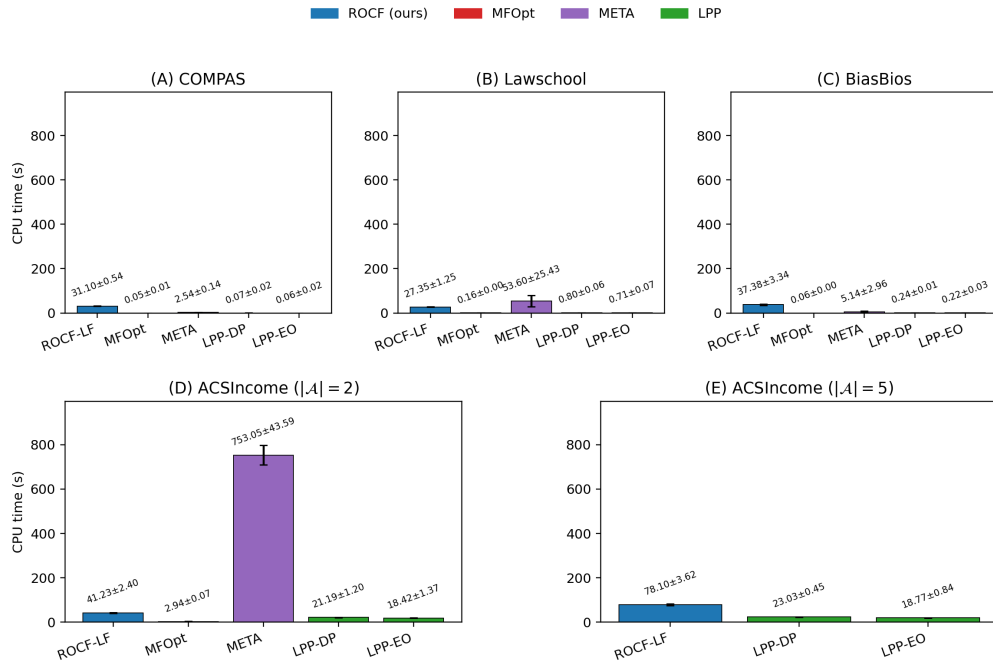 ROCF (ours) MFOpt META LPP
(A) COMPAS
(B) Lawschool
(C) BiasBios
CPU time (s)
800
600
400
200
0
31.10±0.54
0.05±0.01
2.54±0.14
0.07±0.02
0.06±0.02
ROCF-LF
MFOpt
META
LPP-DP
LPP-EO
800
600
400
200
0
27.35±1.25
0.16±0.00
53.60±25.43
0.80±0.06
0.71±0.07
ROCF-LF
MFOpt
META
LPP-DP
LPP-EO
800
600
400
200
0
37.38±3.34
0.06±0.00
5.14±2.96
0.24±0.01
0.22±0.03
ROCF-LF
MFOpt
META
LPP-DP
LPP-EO
(D) ACSIncome (|𝒜| = 2)
(E) ACSIncome (|𝒜| = 5)
CPU time (s)
800
600
400
200
0
41.23±2.40
2.94±0.07
753.05±43.59
21.19±1.20
18.42±1.37
ROCF-LF
MFOpt
META
LPP-DP
LPP-EO
800
600
400
200
0
78.10±3.62
23.03±0.45
18.77±0.84
ROCF-LF
LPP-DP
LPP-EO